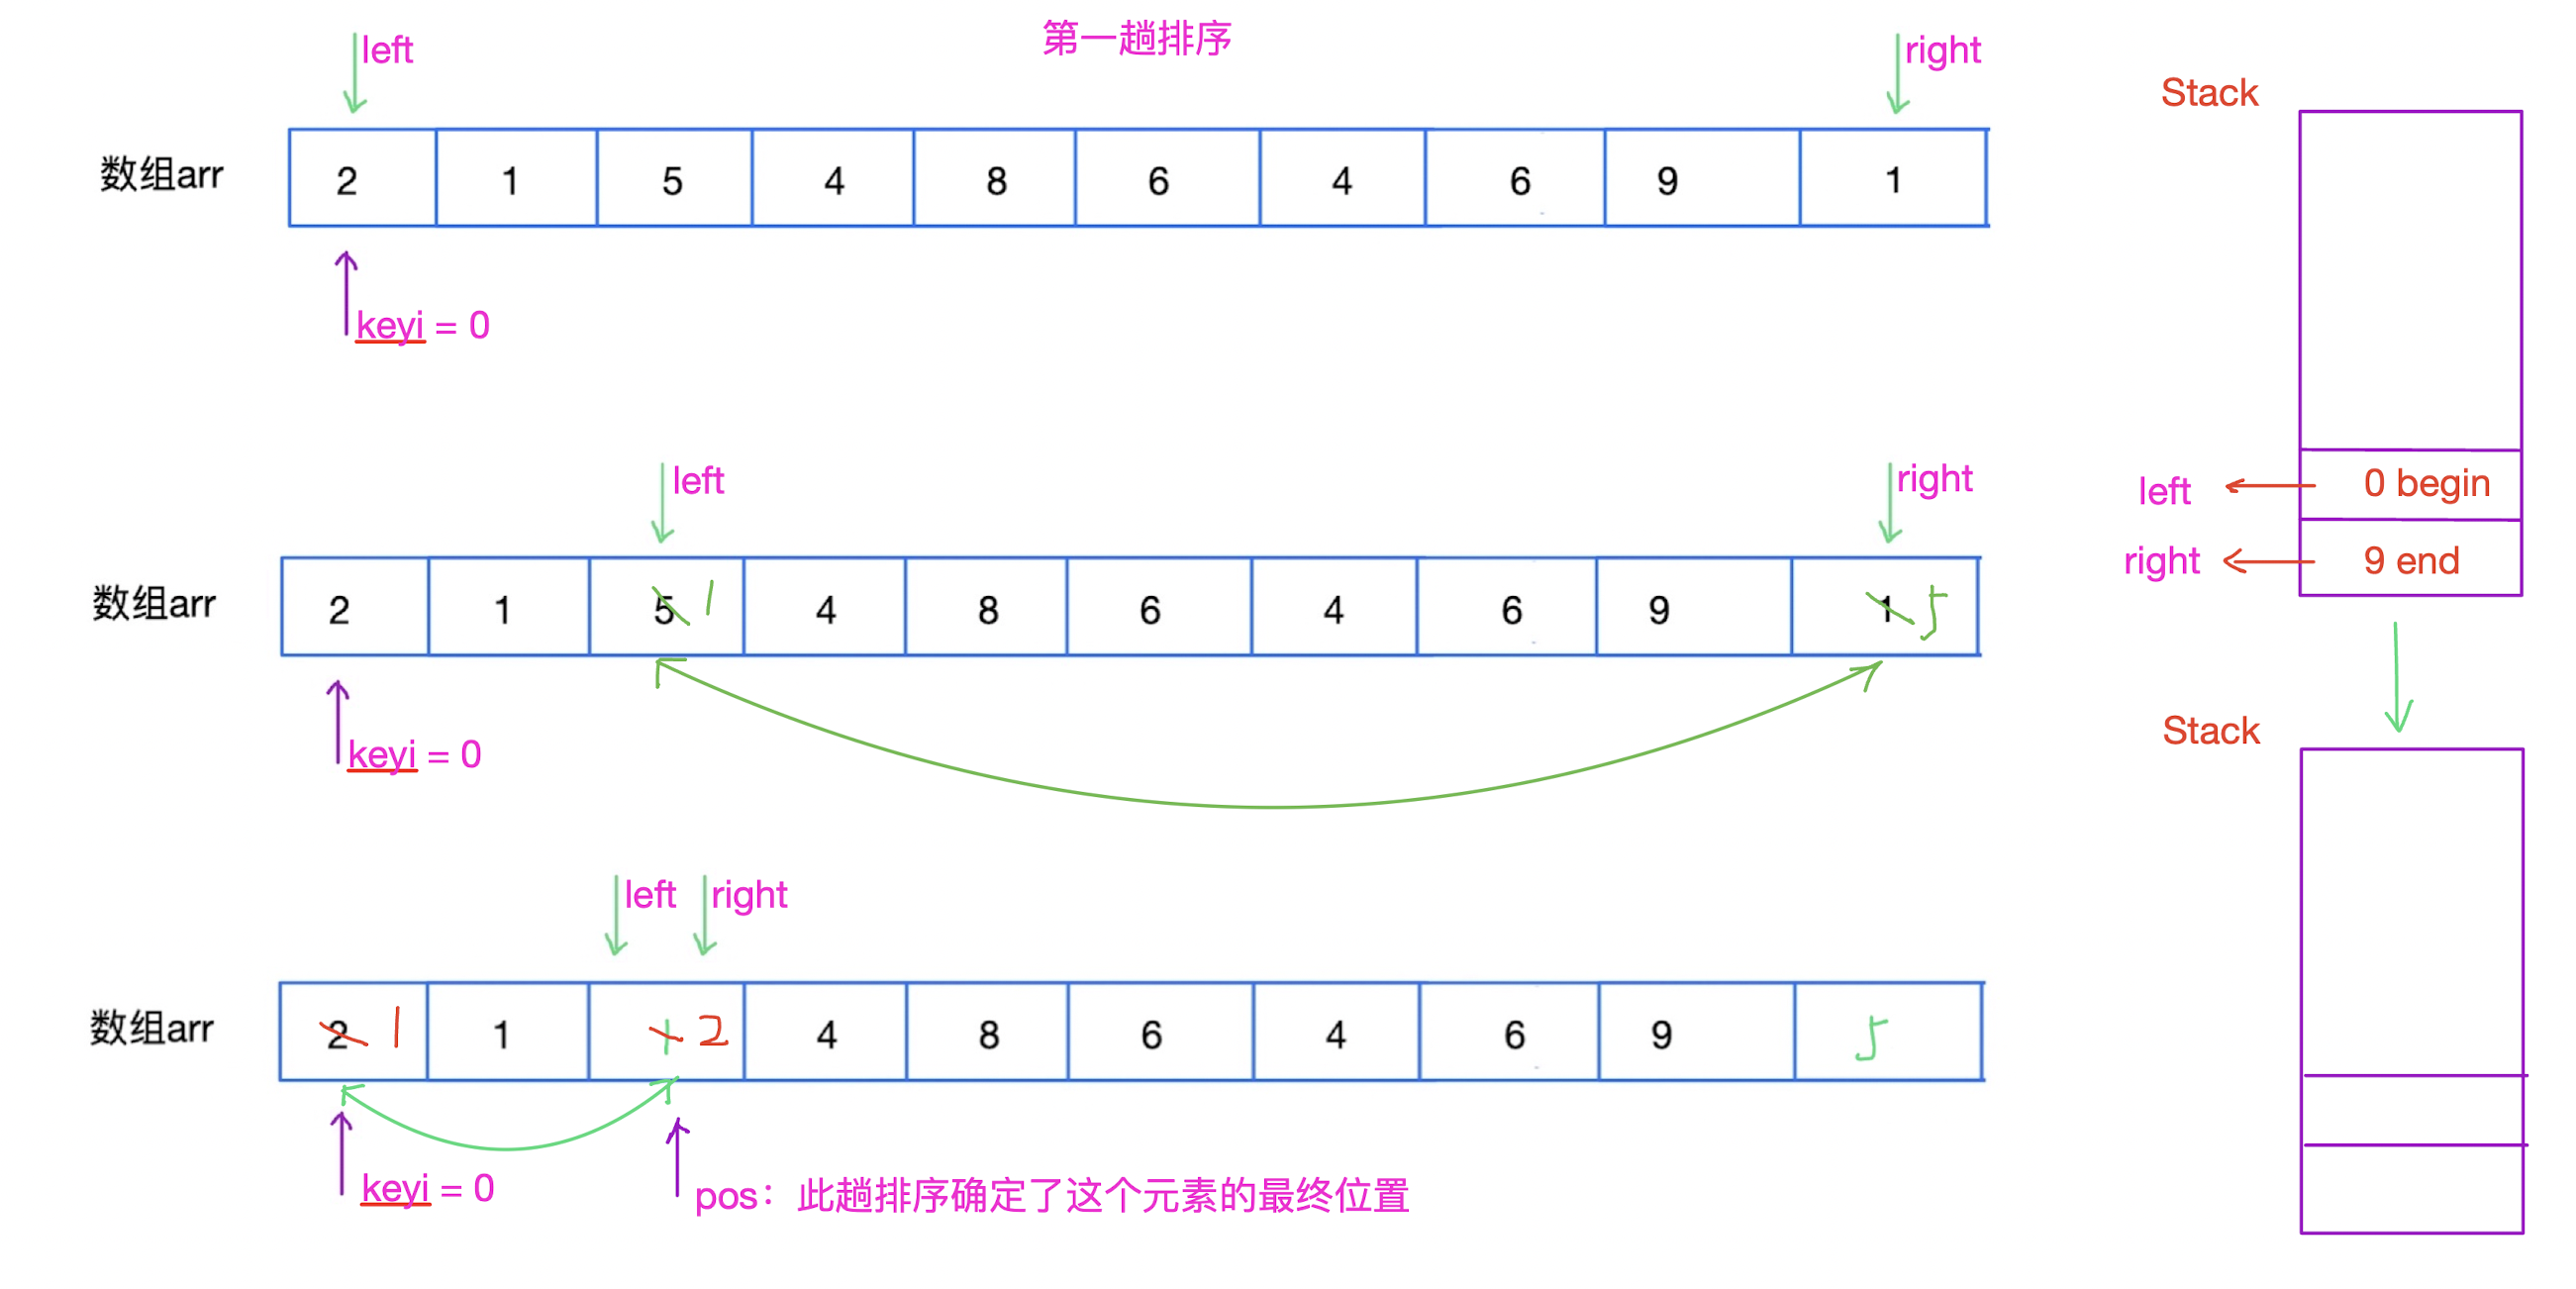 第一趟排序
left
right
数组arr 2 1 5 4 8 6 4 6 9 1
keyi = 0
left
right
数组arr 2 1 5 1 4 8 6 4 6 9 1 5
keyi = 0
left right
数组arr 2 1 1 1 2 4 8 6 4 6 9 5
keyi = 0
pos：此趟排序确定了这个元素的最终位置
Stack
left 0 begin
right 9 end
Stack